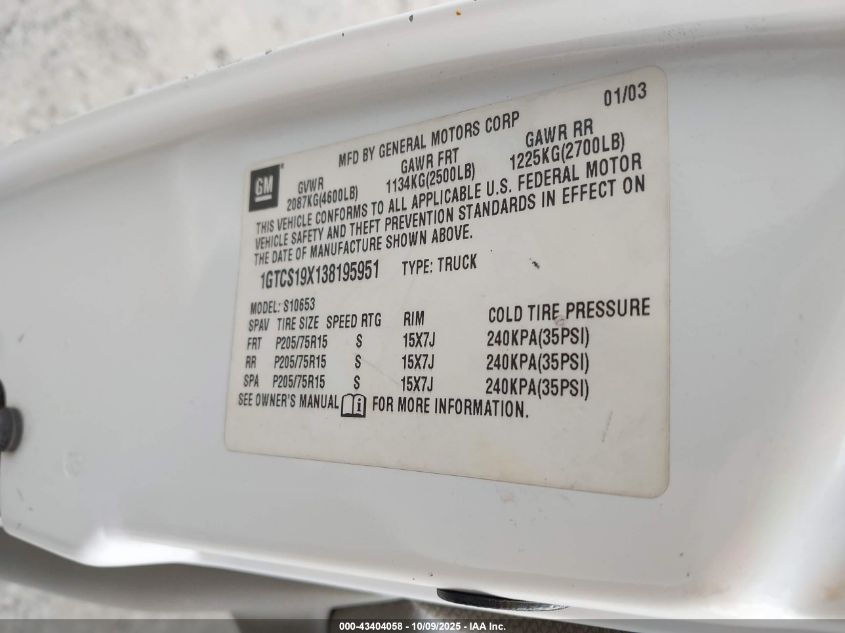 01/03
MFD BY GENERAL MOTORS CORP
GM
GVWR GAWR FRT GAWR RR
2087KG(4600LB) 1134KG(2500LB) 1225KG(2700LB)
THIS VEHICLE CONFORMS TO ALL APPLICABLE U.S. FEDERAL MOTOR
VEHICLE SAFETY AND THEFT PREVENTION STANDARDS IN EFFECT ON
THE DATE OF MANUFACTURE SHOWN ABOVE.
1GTCS19X138195951 TYPE: TRUCK
MODEL: S10653
SPAV TIRE SIZE SPEED RTG RIM COLD TIRE PRESSURE
FRT P205/75R15 S 15X7J 240KPA(35PSI)
RR P205/75R15 S 15X7J 240KPA(35PSI)
SPA P205/75R15 S 15X7J 240KPA(35PSI)
SEE OWNER'S MANUAL i FOR MORE INFORMATION.
000-43404058 - 10/09/2025 - IAA Inc.